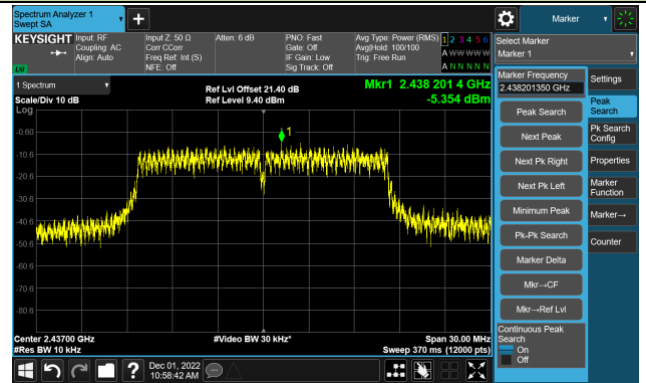 Spectrum Analyzer 1
Swept SA
Marker
KEYSIGHT
Input: RF
Coupling: AC
Align: Auto
Input Z: 50 Ω
Corr CCorr
Freq Ref: Int (S)
NFE: Off
Atten: 6 dB
PNO: Fast
Gate: Off
IF Gain: Low
Sig Track: Off
Avg Type: Power (RMS)
Avg|Hold: 100/100
Trig: Free Run
1 2 3 4 5 6
A W W W W W
A N N N N N
Select Marker
Marker 1
1 Spectrum
Scale/Div 10 dB
Log
Ref Lvl Offset 21.40 dB
Ref Level 9.40 dBm
Mkr1 2.438 201 4 GHz
-5.354 dBm
1
-0.60
-10.6
-20.6
-30.6
-40.6
-50.6
-60.6
-70.6
-80.6
Center 2.43700 GHz
#Res BW 10 kHz
#Video BW 30 kHz*
Span 30.00 MHz
Sweep 370 ms (12000 pts)
Marker Frequency
2.438201350 GHz
Peak Search
Next Peak
Next Pk Right
Next Pk Left
Minimum Peak
Pk-Pk Search
Marker Delta
Mkr→CF
Mkr→Ref Lvl
Continuous Peak
Search
On
Off
Settings
Peak
Search
Pk Search
Config
Properties
Marker
Function
Marker→
Counter
?
Dec 01, 2022
10:58:42 AM